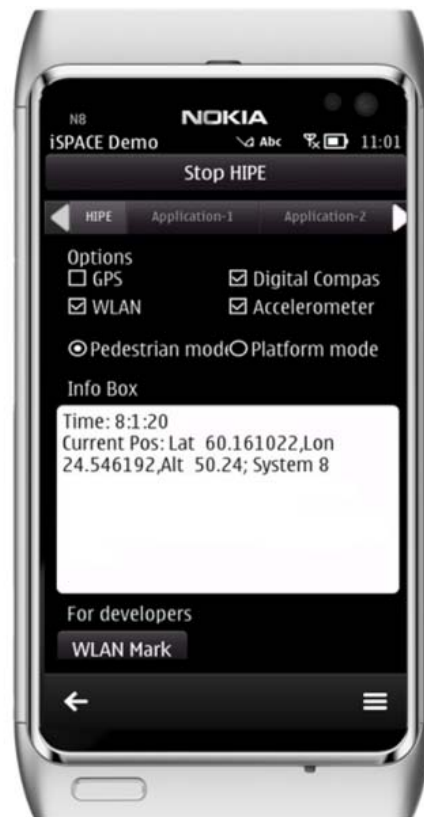 N8
NOKIA
iSPACE Demo Abc 11:01
Stop HIPE
HIPE Application-1 Application-2
Options
GPS Digital Compas
WLAN Accelerometer
Pedestrian mod Platform mode
Info Box
Time: 8:1:20
Current Pos: Lat 60.161022,Lon
24.546192,Alt 50.24; System 8
For developers
WLAN Mark